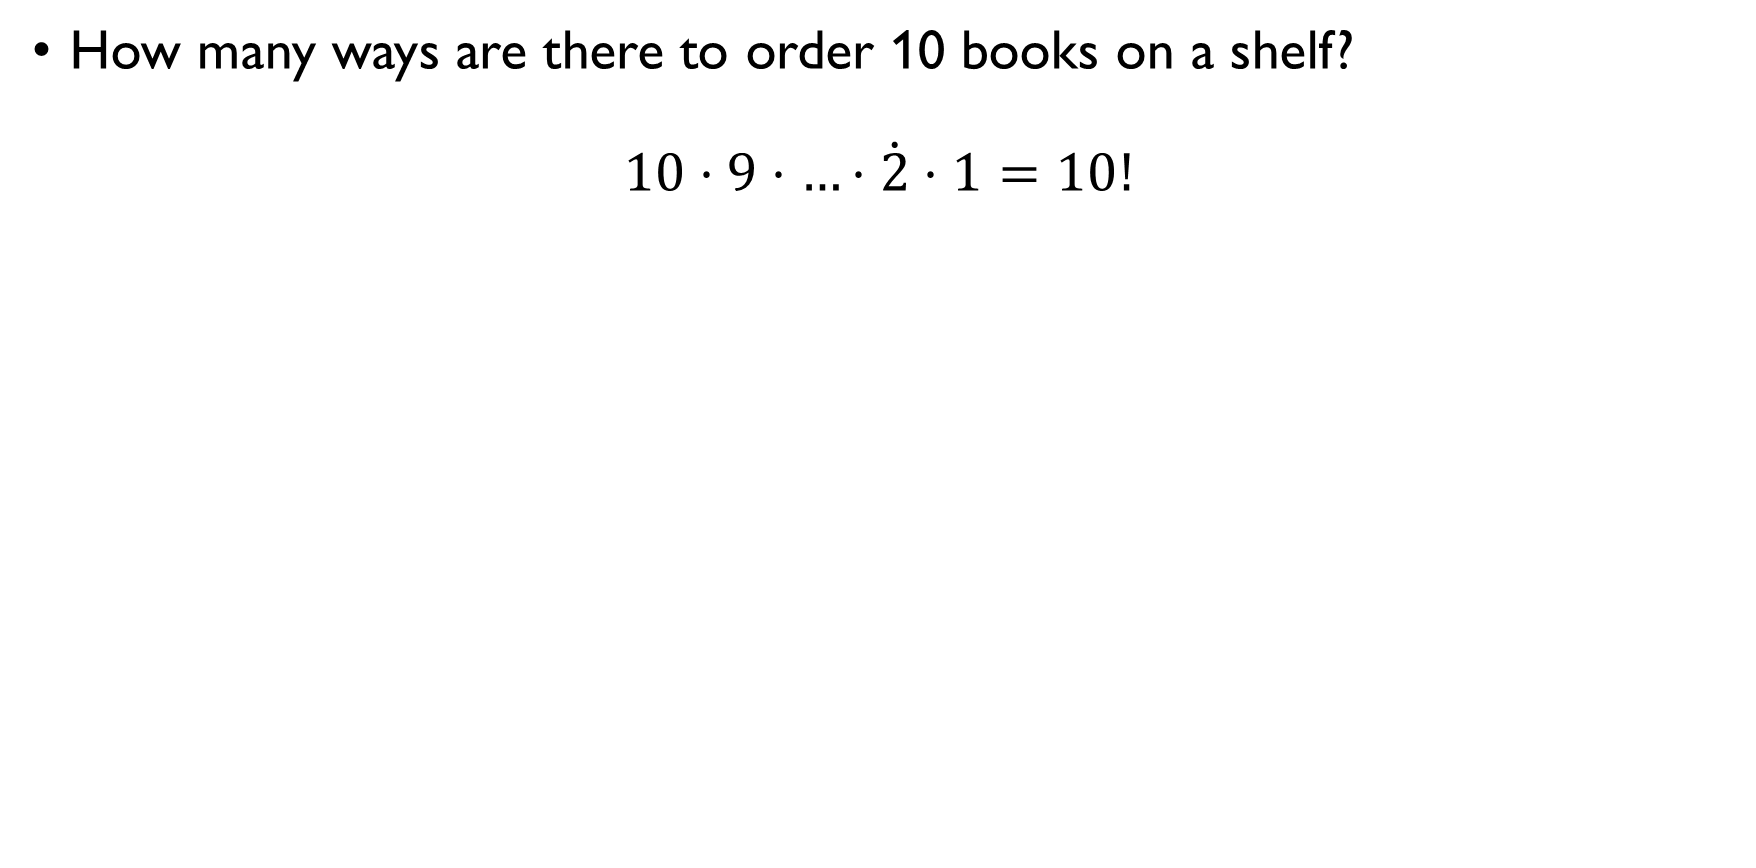 • How many ways are there to order 10 books on a shelf?
10 · 9 · … · 2̇ · 1 = 10!